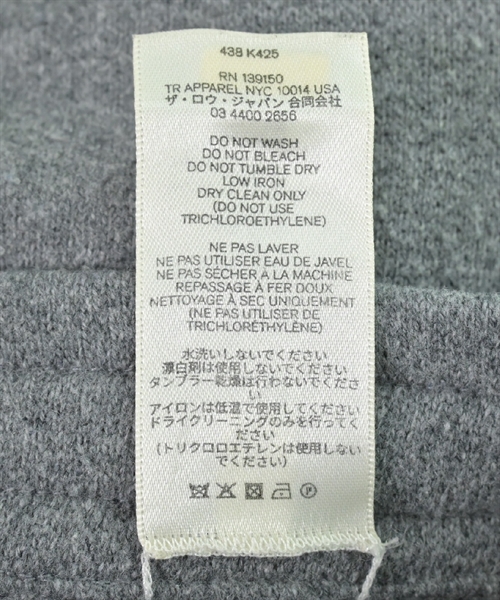 438 K425
RN 139150
TR APPAREL NYC 10014 USA
ザ・ロウ・ジャパン 合同会社
03 4400 2656
DO NOT WASH
DO NOT BLEACH
DO NOT TUMBLE DRY
LOW IRON
DRY CLEAN ONLY
(DO NOT USE
TRICHLOROETHYLENE)
NE PAS LAVER
NE PAS UTILISER EAU DE JAVEL
NE PAS SÉCHER A LA MACHINE
REPASSAGE À FER DOUX
NETTOYAGE À SEC UNIQUEMENT
(NE PAS UTILISER DE
TRICHLORÉTHYLÈNE)
水洗いしないでください
漂白剤は使用しないでください
タンブラー乾燥は行わないでくださ
い
アイロンは低温で使用してください
ドライクリーニングのみを行ってく
ださい
(トリクロロエテレンは使用しない
でください)
P